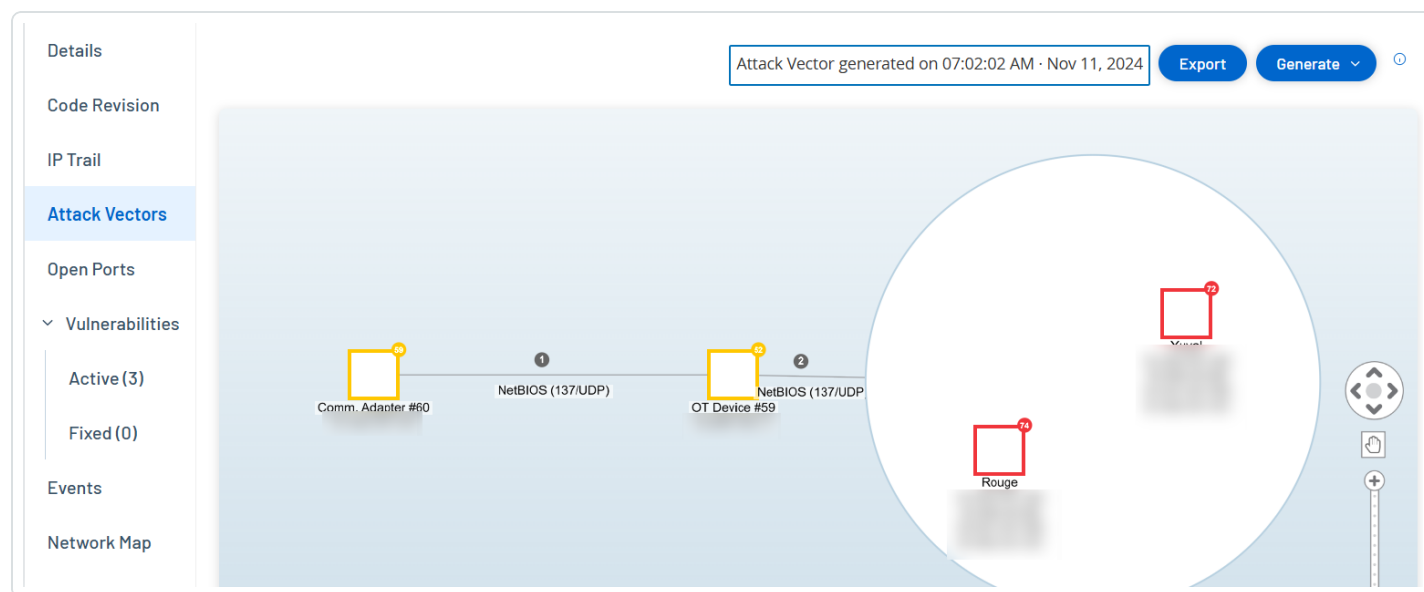 Details
Code Revision
IP Trail
Attack Vectors
Open Ports
Vulnerabilities
Active (3)
Fixed (0)
Events
Network Map
Attack Vector generated on 07:02:02 AM · Nov 11, 2024
Export
Generate
59
1
NetBIOS (137/UDP)
Comm. Adapter #60
2
NetBIOS (137/UDP
OT Device #59
72
74
Rouge